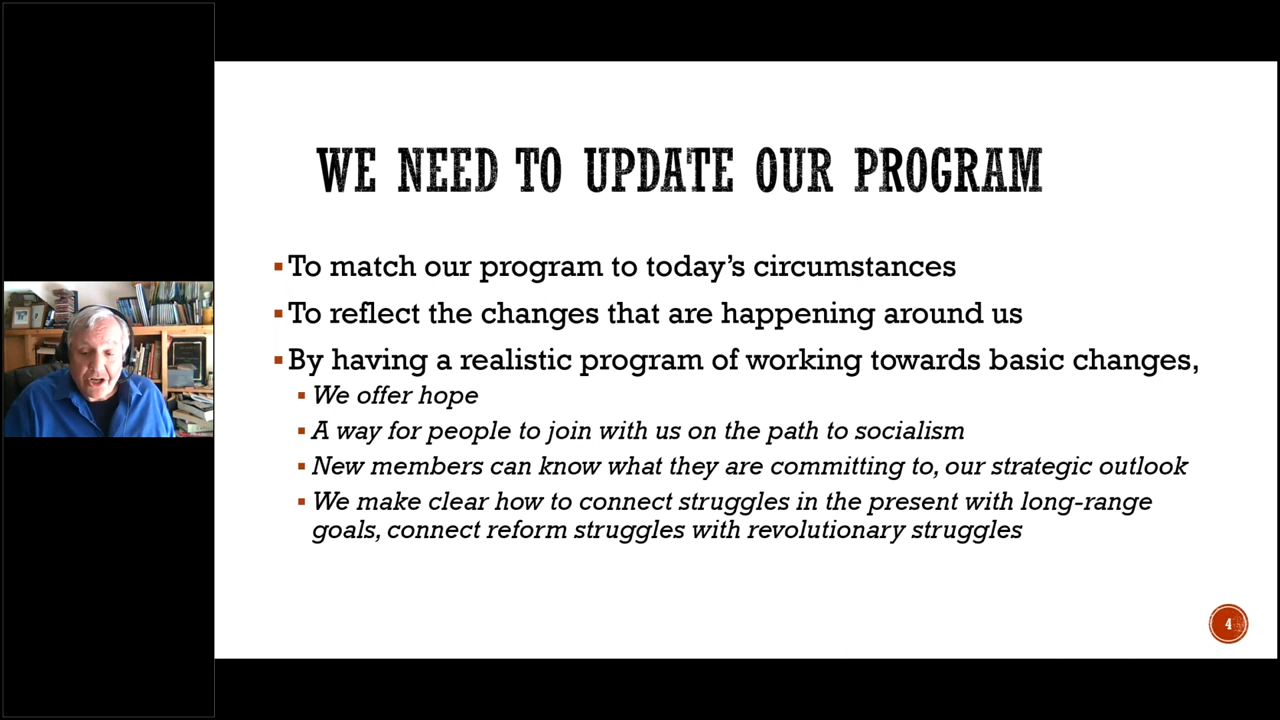 WE NEED TO UPDATE OUR PROGRAM
To match our program to today's circumstances
To reflect the changes that are happening around us
By having a realistic program of working towards basic changes,
We offer hope
A way for people to join with us on the path to socialism
New members can know what they are committing to, our strategic outlook
We make clear how to connect struggles in the present with long-range
goals, connect reform struggles with revolutionary struggles
4